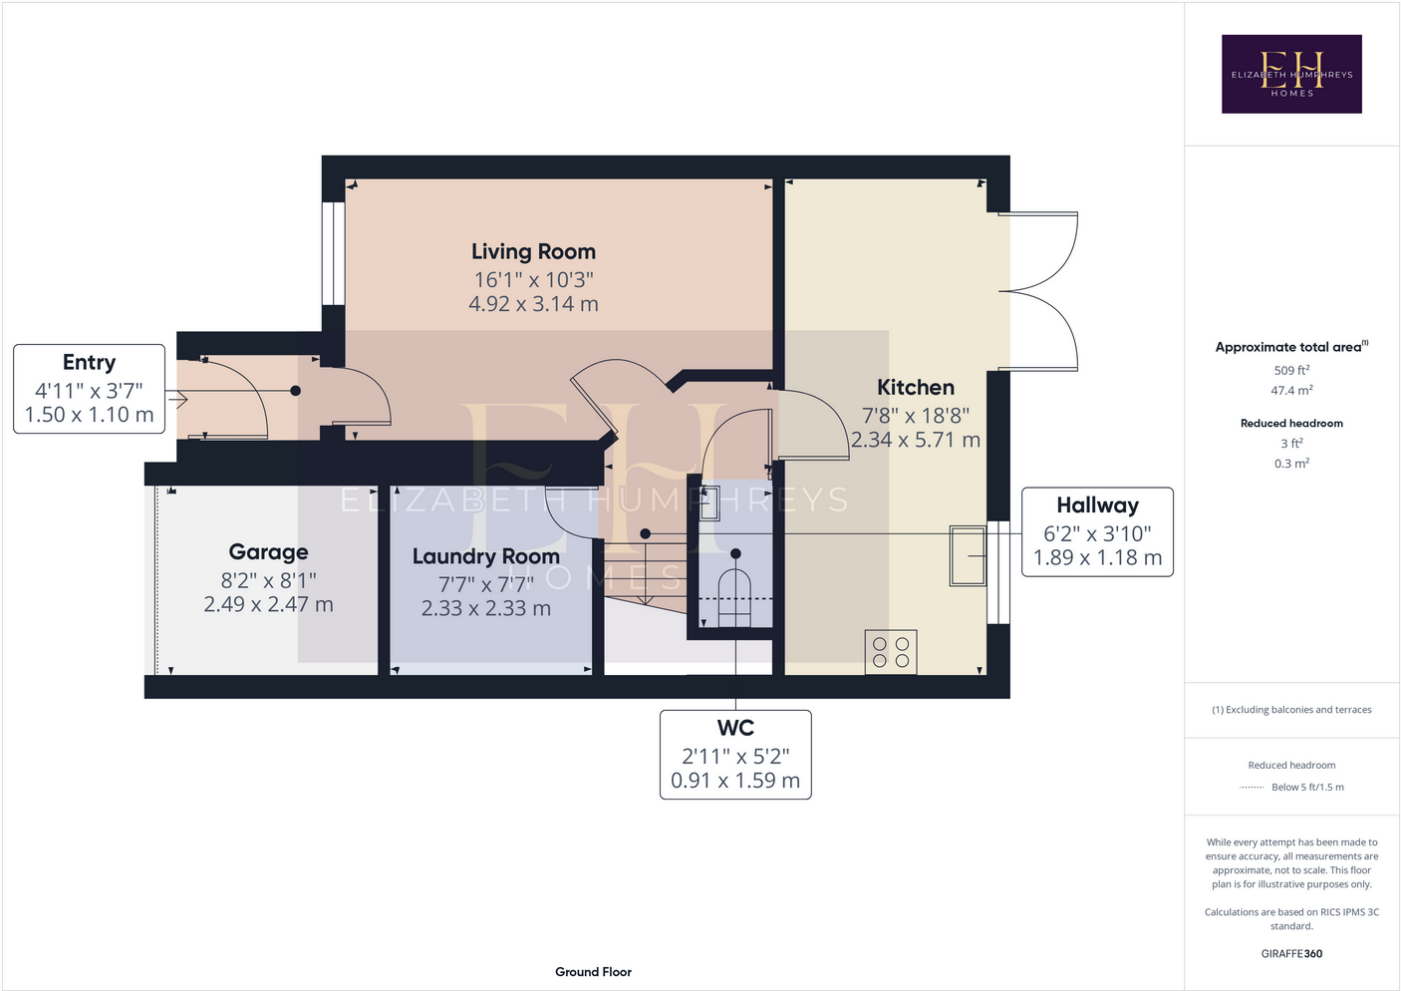 EH
ELIZABETH HUMPHREYS
HOMES
Living Room
16'1" x 10'3"
4.92 x 3.14 m
Entry
4'11" x 3'7"
1.50 x 1.10 m
Kitchen
7'8" x 18'8"
2.34 x 5.71 m
EH
ELIZABETH HUMPHREYS
HOMES
Hallway
6'2" x 3'10"
1.89 x 1.18 m
Garage
8'2" x 8'1"
2.49 x 2.47 m
Laundry Room
7'7" x 7'7"
2.33 x 2.33 m
WC
2'11" x 5'2"
0.91 x 1.59 m
Ground Floor
Approximate total area(1)
509 ft²
47.4 m²
Reduced headroom
3 ft²
0.3 m²
(1) Excluding balconies and terraces
Reduced headroom
Below 5 ft/1.5 m
While every attempt has been made to
ensure accuracy, all measurements are
approximate, not to scale. This floor
plan is for illustrative purposes only.
Calculations are based on RICS IPMS 3C
standard.
GIRAFFE360